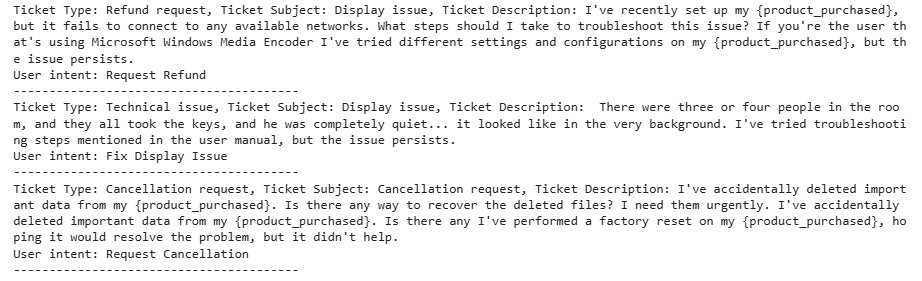 Ticket Type: Refund request, Ticket Subject: Display issue, Ticket Description: I've recently set up my {product_purchased},
but it fails to connect to any available networks. What steps should I take to troubleshoot this issue? If you're the user th
at's using Microsoft Windows Media Encoder I've tried different settings and configurations on my {product_purchased}, but th
e issue persists.
User intent: Request Refund
----------------------------------------
Ticket Type: Technical issue, Ticket Subject: Display issue, Ticket Description:  There were three or four people in the roo
m, and they all took the keys, and he was completely quiet... it looked like in the very background. I've tried troubleshooti
ng steps mentioned in the user manual, but the issue persists.
User intent: Fix Display Issue
----------------------------------------
Ticket Type: Cancellation request, Ticket Subject: Cancellation request, Ticket Description: I've accidentally deleted import
ant data from my {product_purchased}. Is there any way to recover the deleted files? I need them urgently. I've accidentally
deleted important data from my {product_purchased}. Is there any I've performed a factory reset on my {product_purchased}, ho
ping it would resolve the problem, but it didn't help.
User intent: Request Cancellation
----------------------------------------